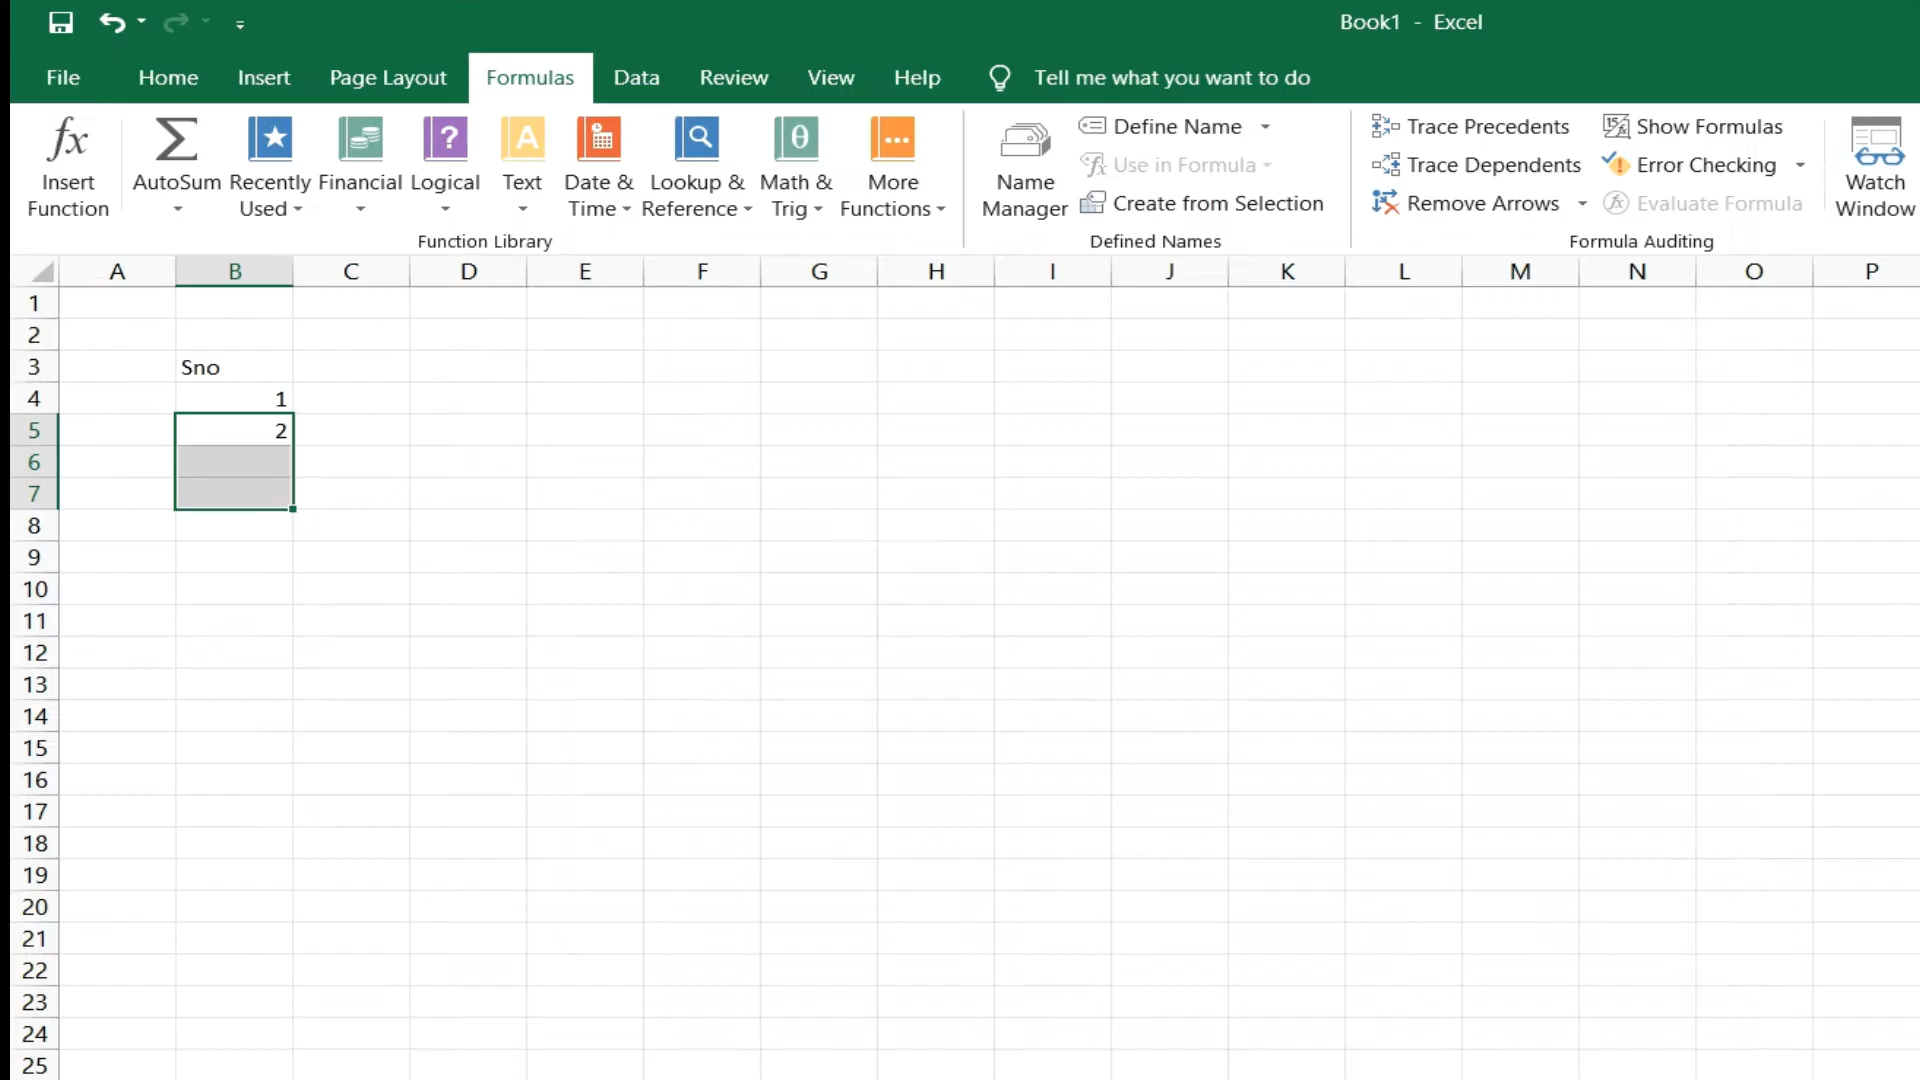 Book1 - Excel
File Home Insert Page Layout Formulas Data Review View Help Tell me what you want to do
fx Insert Function
AutoSum
Recently Used
Financial
Logical
Text
Date & Time
Lookup & Reference
Math & Trig
More Functions
Function Library
Name Manager
Define Name
Use in Formula
Create from Selection
Defined Names
Trace Precedents
Trace Dependents
Remove Arrows
Show Formulas
Error Checking
Evaluate Formula
Formula Auditing
Watch Window
A B C D E F G H I J K L M N O P
1
2
3 Sno
4 1
5 2
6
7
8
9
10
11
12
13
14
15
16
17
18
19
20
21
22
23
24
25